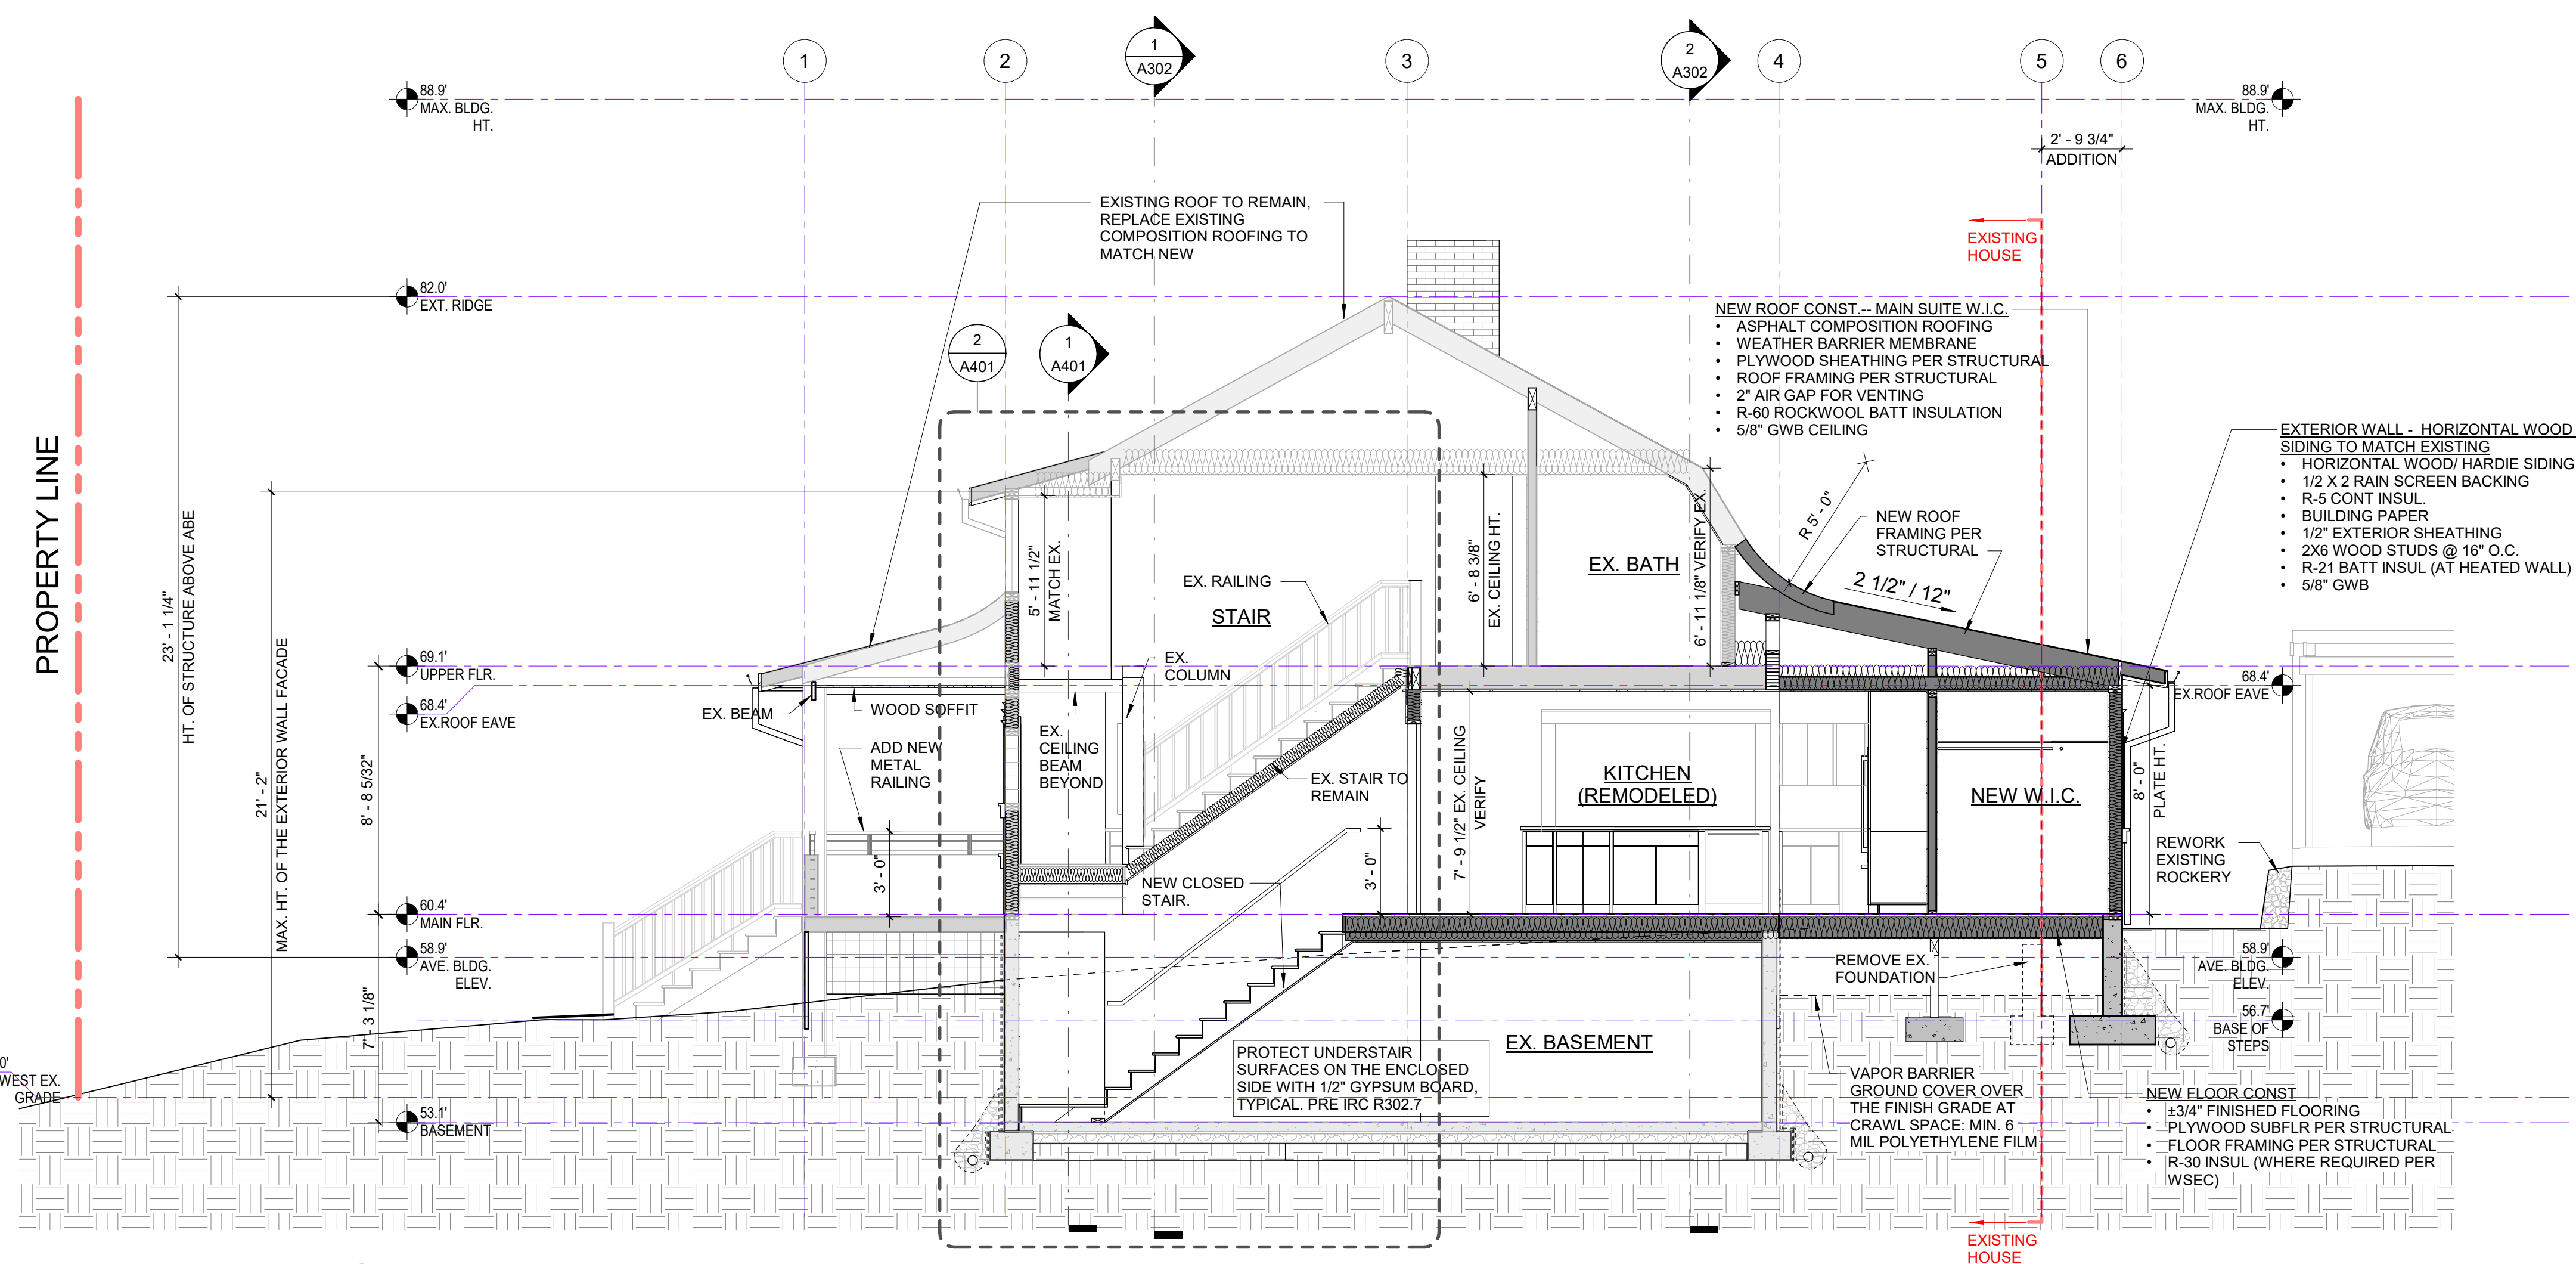 1
2
1
A302
3
2
A302
4
5
6
88.9'
MAX. BLDG.
HT.
88.9'
MAX. BLDG.
HT.
2' - 9 3/4"
ADDITION
EXISTING ROOF TO REMAIN,
REPLACE EXISTING
COMPOSITION ROOFING TO
MATCH NEW
EXISTING
HOUSE
82.0'
EXT. RIDGE
NEW ROOF CONST.-- MAIN SUITE W.I.C.
• ASPHALT COMPOSITION ROOFING
• WEATHER BARRIER MEMBRANE
• PLYWOOD SHEATHING PER STRUCTURAL
• ROOF FRAMING PER STRUCTURAL
• 2" AIR GAP FOR VENTING
• R-60 ROCKWOOL BATT INSULATION
• 5/8" GWB CEILING
2
A401
1
A401
EXTERIOR WALL - HORIZONTAL WOOD
SIDING TO MATCH EXISTING
• HORIZONTAL WOOD/ HARDIE SIDING
• 1/2 X 2 RAIN SCREEN BACKING
• R-5 CONT INSUL.
• BUILDING PAPER
• 1/2" EXTERIOR SHEATHING
• 2X6 WOOD STUDS @ 16" O.C.
• R-21 BATT INSUL (AT HEATED WALL)
• 5/8" GWB
PROPERTY LINE
23' - 1 1/4"
HT. OF STRUCTURE ABOVE ABE
21' - 2"
MAX. HT. OF THE EXTERIOR WALL FACADE
5' - 11 1/2"
MATCH EX.
EX. RAILING
STAIR
6' - 8 3/8"
EX. CEILING HT.
EX. BATH
6' - 11 1/8" VERIFY EX.
R 5' - 0"
NEW ROOF
FRAMING PER
STRUCTURAL
2 1/2" / 12"
69.1'
UPPER FLR.
68.4'
EX.ROOF EAVE
68.4'
EX.ROOF EAVE
8' - 8 5/32"
EX. BEAM
WOOD SOFFIT
ADD NEW
METAL
RAILING
EX.
CEILING
BEAM
BEYOND
EX.
COLUMN
EX. STAIR TO
REMAIN
7' - 9 1/2" EX. CEILING
VERIFY
KITCHEN
(REMODELED)
NEW W.I.C.
8' - 0"
PLATE HT.
REWORK
EXISTING
ROCKERY
3' - 0"
NEW CLOSED
STAIR.
3' - 0"
60.4'
MAIN FLR.
58.9'
AVE. BLDG.
ELEV.
REMOVE EX.
FOUNDATION
58.9'
AVE. BLDG.
ELEV.
56.7'
BASE OF
STEPS
7' - 3 1/8"
0'
WEST EX.
GRADE
53.1'
BASEMENT
PROTECT UNDERSTAIR
SURFACES ON THE ENCLOSED
SIDE WITH 1/2" GYPSUM BOARD,
TYPICAL. PRE IRC R302.7
EX. BASEMENT
VAPOR BARRIER
GROUND COVER OVER
THE FINISH GRADE AT
CRAWL SPACE: MIN. 6
MIL POLYETHYLENE FILM
NEW FLOOR CONST
• ±3/4" FINISHED FLOORING
• PLYWOOD SUBFLR PER STRUCTURAL
• FLOOR FRAMING PER STRUCTURAL
• R-30 INSUL (WHERE REQUIRED PER
WSEC)
EXISTING
HOUSE